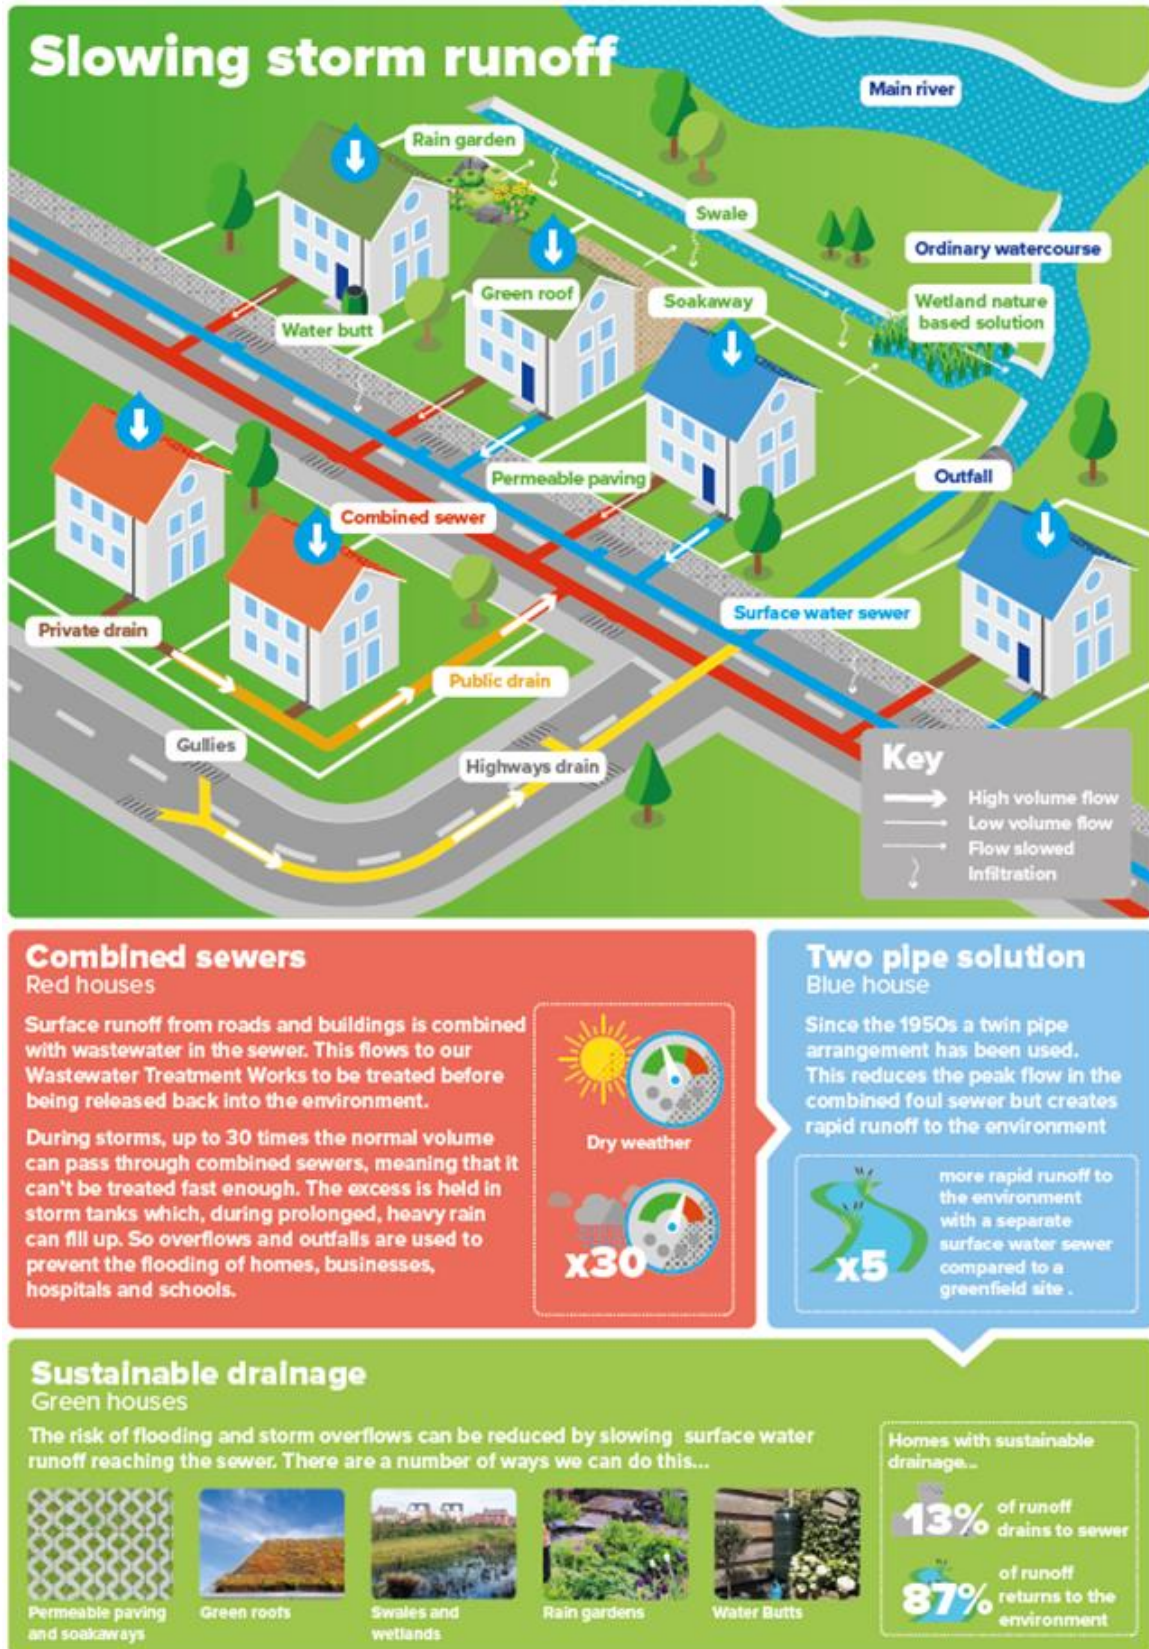 Slowing storm runoff
Main river
Rain garden
Swale
Ordinary watercourse
Green roof
Soakaway
Wetland nature
based solution
Water butt
Permeable paving
Outfall
Combined sewer
Surface water sewer
Private drain
Public drain
Gullies
Highways drain
Key
High volume flow
Low volume flow
Flow slowed
Infiltration
Combined sewers
Red houses
Surface runoff from roads and buildings is combined
with wastewater in the sewer. This flows to our
Wastewater Treatment Works to be treated before
being released back into the environment.
During storms, up to 30 times the normal volume
can pass through combined sewers, meaning that it
can't be treated fast enough. The excess is held in
storm tanks which, during prolonged, heavy rain
can fill up. So overflows and outfalls are used to
prevent the flooding of homes, businesses,
hospitals and schools.
Dry weather
x30
Two pipe solution
Blue house
Since the 1950s a twin pipe
arrangement has been used.
This reduces the peak flow in the
combined foul sewer but creates
rapid runoff to the environment
x5
more rapid runoff to
the environment
with a separate
surface water sewer
compared to a
greenfield site .
Sustainable drainage
Green houses
The risk of flooding and storm overflows can be reduced by slowing surface water
runoff reaching the sewer. There are a number of ways we can do this...
Permeable paving
and soakaways
Green roofs
Swales and
wetlands
Rain gardens
Water Butts
Homes with sustainable
drainage...
13% of runoff
drains to sewer
87% of runoff
returns to the
environment